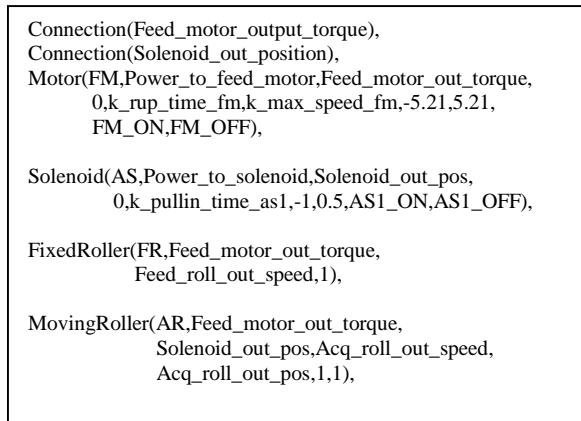 Connection(Feed_motor_output_torque),
Connection(Solenoid_out_position),
Motor(FM,Power_to_feed_motor,Feed_motor_out_torque,
0,k_rup_time_fm,k_max_speed_fm,-5.21,5.21,
FM_ON,FM_OFF),
Solenoid(AS,Power_to_solenoid,Solenoid_out_pos,
0,k_pullin_time_as1,-1,0.5,AS1_ON,AS1_OFF),
FixedRoller(FR,Feed_motor_out_torque,
Feed_roll_out_speed,1),
MovingRoller(AR,Feed_motor_out_torque,
Solenoid_out_pos,Acq_roll_out_speed,
Acq_roll_out_pos,1,1),